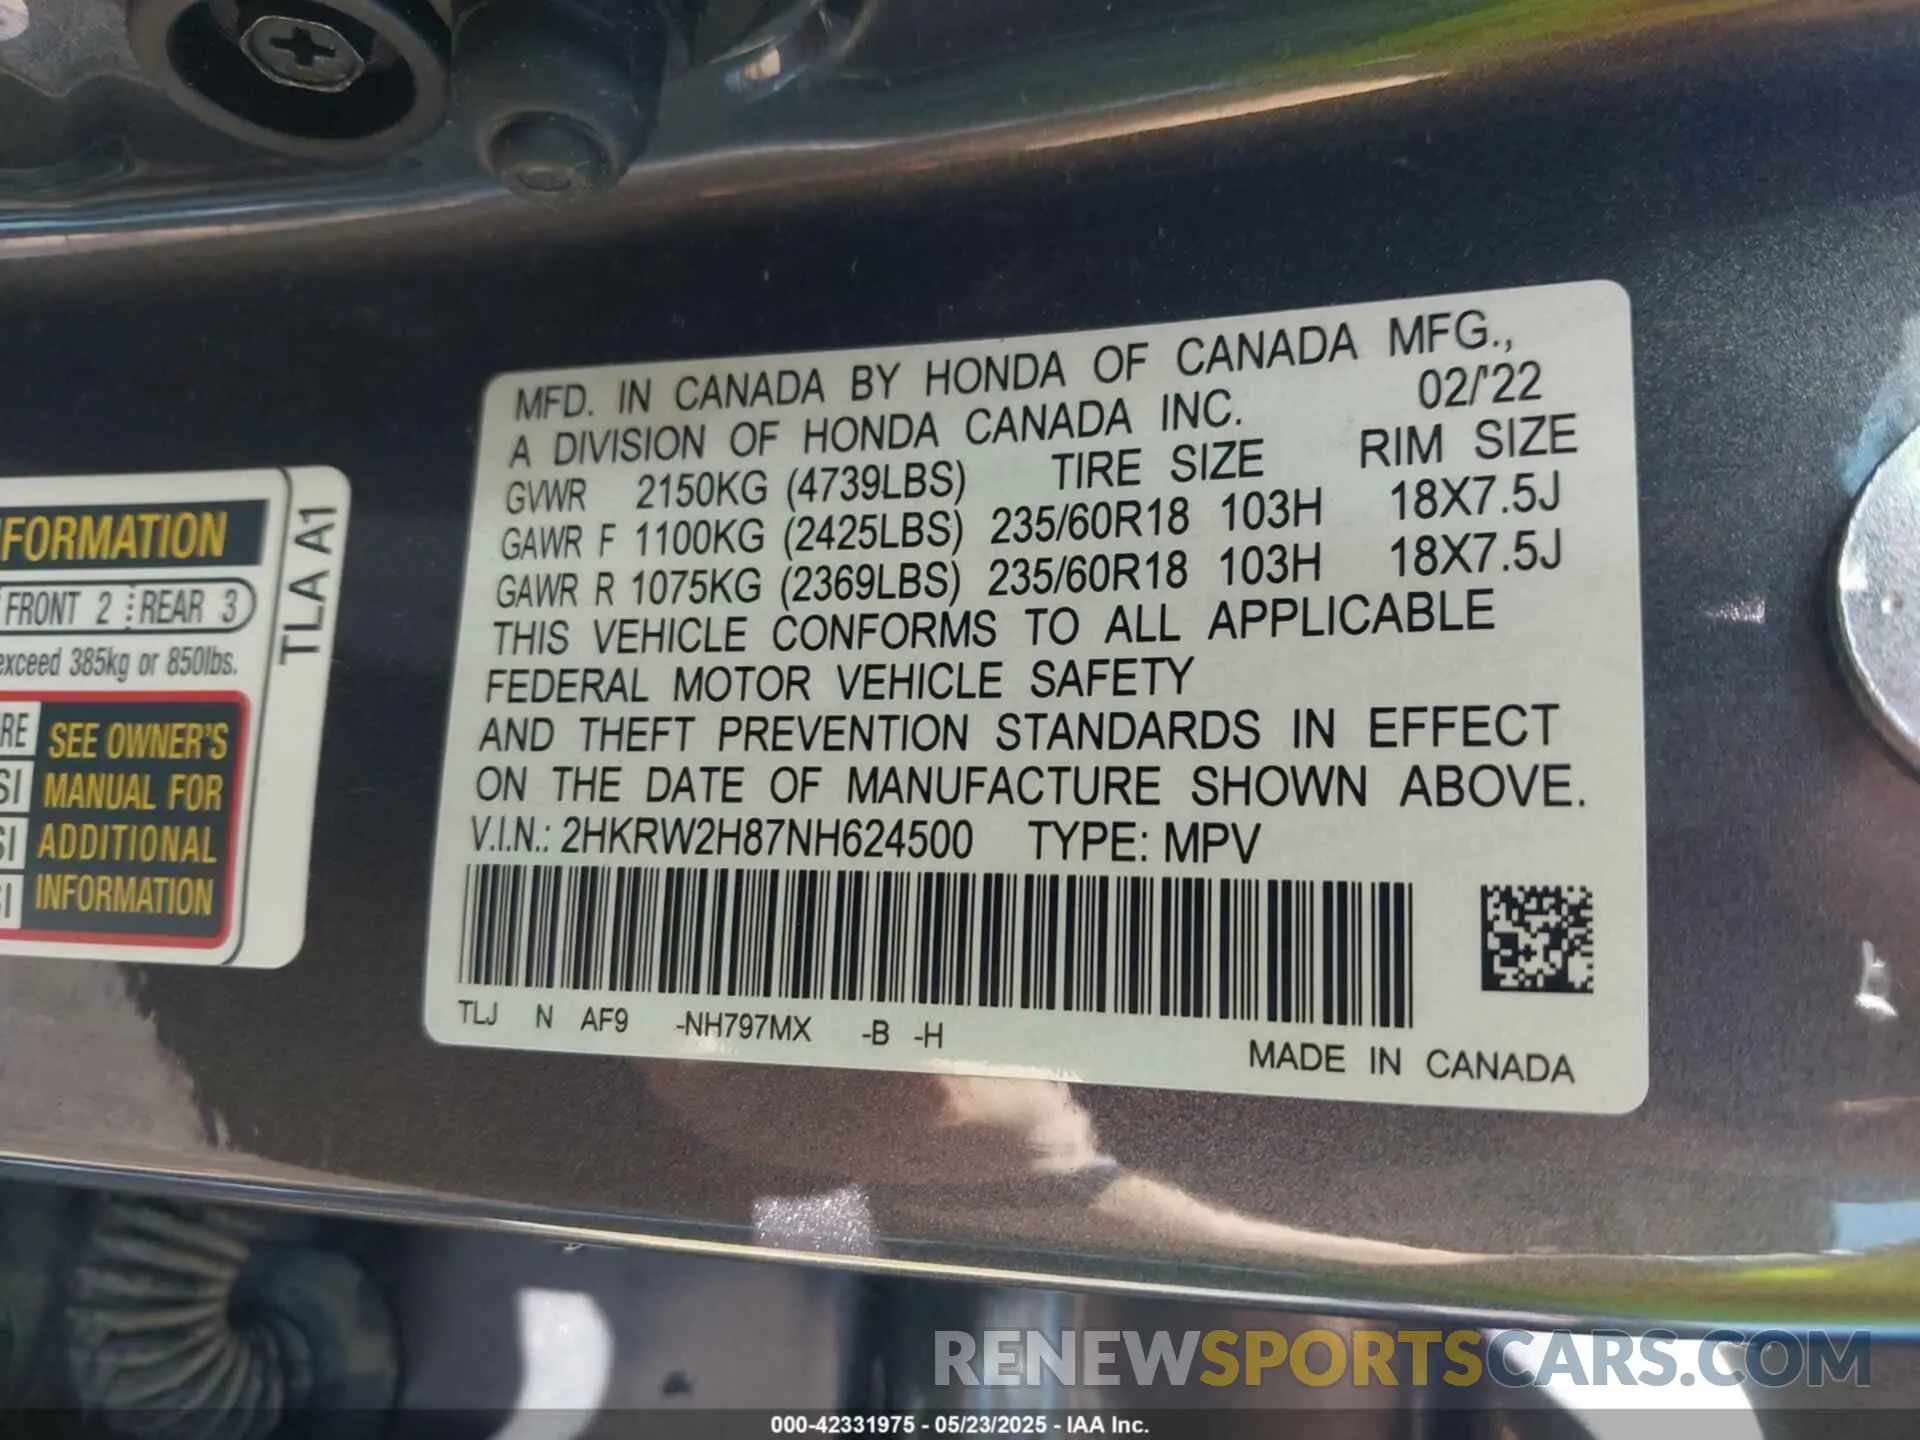 MFD. IN CANADA BY HONDA OF CANADA MFG.,
A DIVISION OF HONDA CANADA INC. 02/'22
GVWR 2150KG (4739LBS) TIRE SIZE RIM SIZE
GAWR F 1100KG (2425LBS) 235/60R18 103H 18X7.5J
GAWR R 1075KG (2369LBS) 235/60R18 103H 18X7.5J
THIS VEHICLE CONFORMS TO ALL APPLICABLE
FEDERAL MOTOR VEHICLE SAFETY
AND THEFT PREVENTION STANDARDS IN EFFECT
ON THE DATE OF MANUFACTURE SHOWN ABOVE.
V.I.N.: 2HKRW2H87NH624500 TYPE: MPV
TLJ N AF9 -NH797MX -B -H
MADE IN CANADA
FORMATION
FRONT 2 REAR 3
exceed 385kg or 850lbs.
SEE OWNER'S
MANUAL FOR
ADDITIONAL
INFORMATION
TLA A1
RENEWSPORTSCARS.COM
000-42331975 - 05/23/2025 - IAA Inc.